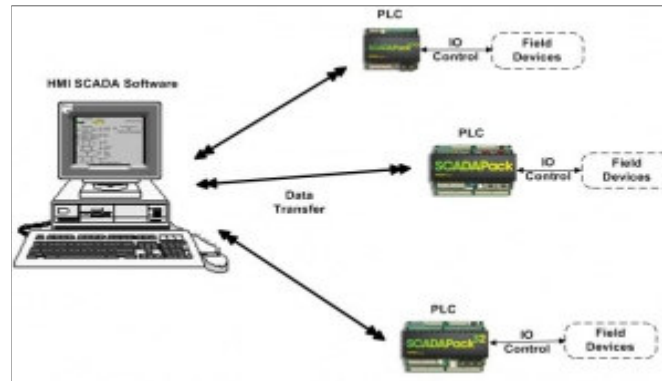 PLC
SCADAPack
IO
Control
Field
Devices
HMI SCADA Software
PLC
SCADAPack
IO
Control
Field
Devices
Data
Transfer
PLC
SCADAPack32
IO
Control
Field
Devices